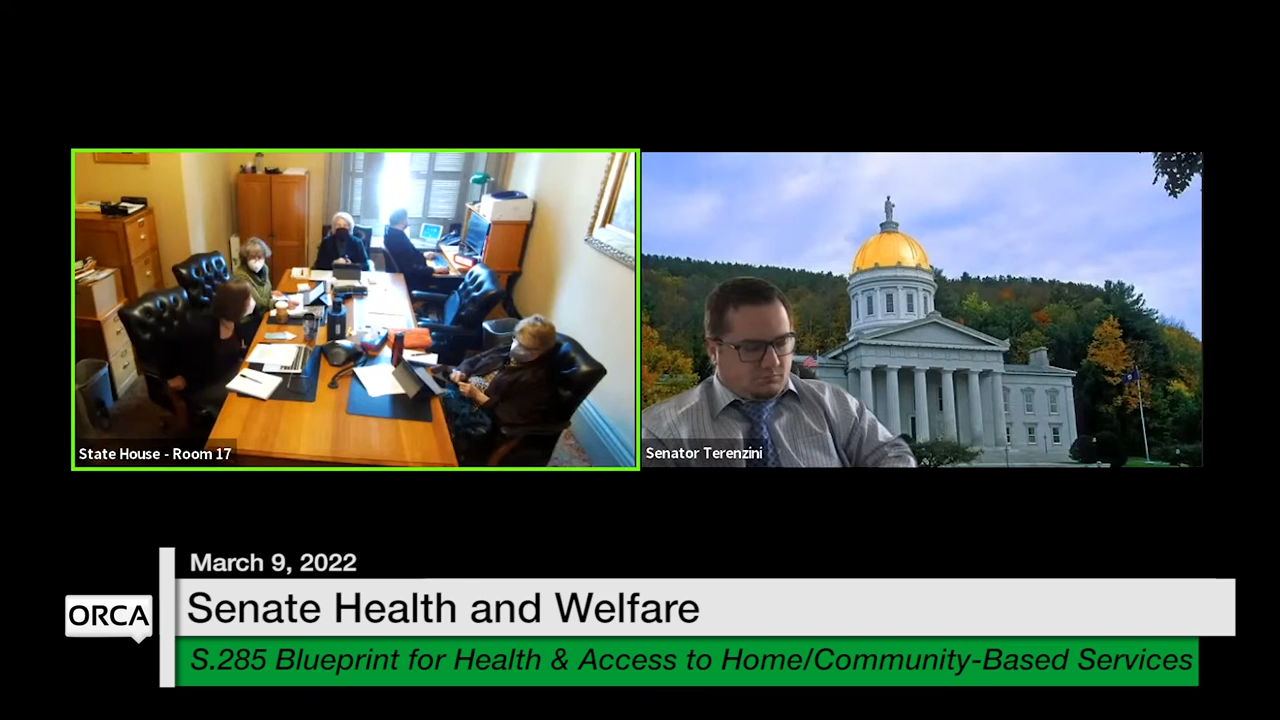 State House - Room 17
Senator Terenzini
March 9, 2022
ORCA
Senate Health and Welfare
S.285 Blueprint for Health & Access to Home/Community-Based Services